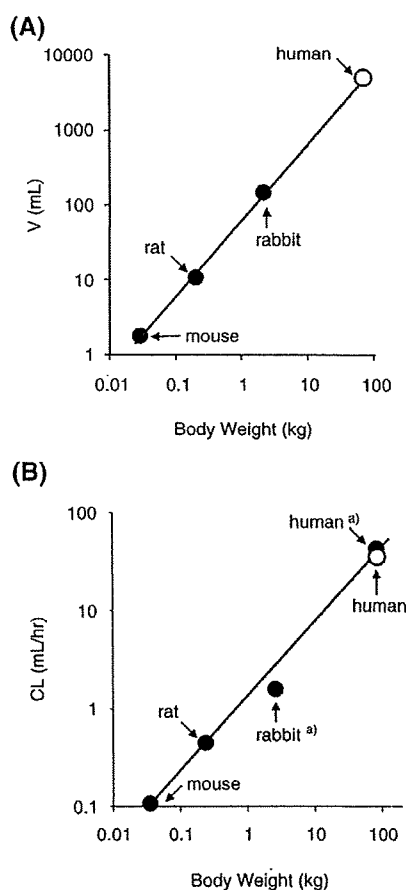 (A)
10000
1000
100
10
1
V (mL)
human
rabbit
rat
mouse
0.01 0.1 1 10 100
Body Weight (kg)
(B)
100
10
1
0.1
CL (mL/hr)
human a)
human
rabbit a)
rat
mouse
0.01 0.1 1 10 100
Body Weight (kg)